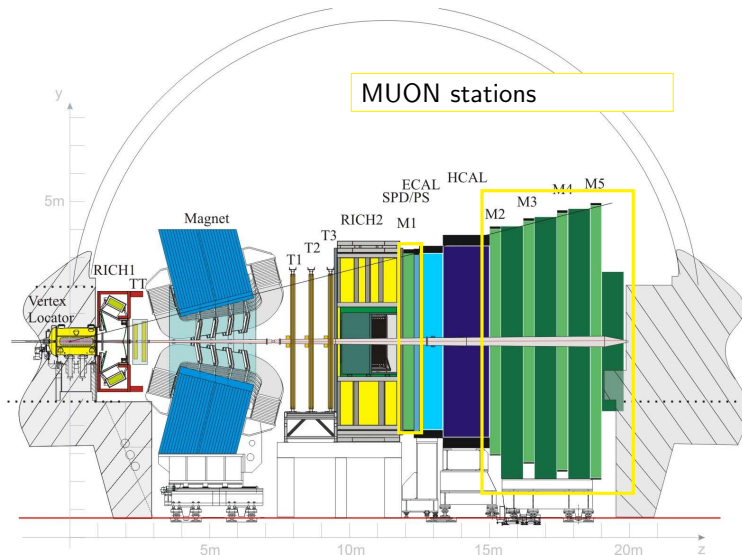 MUON stations
y
5m
Magnet
RICH1
TT
Vertex
Locator
T1
T2
T3
RICH2
SPD/PS
M1
ECAL
HCAL
M2
M3
M4
M5
5m
10m
15m
20m
z